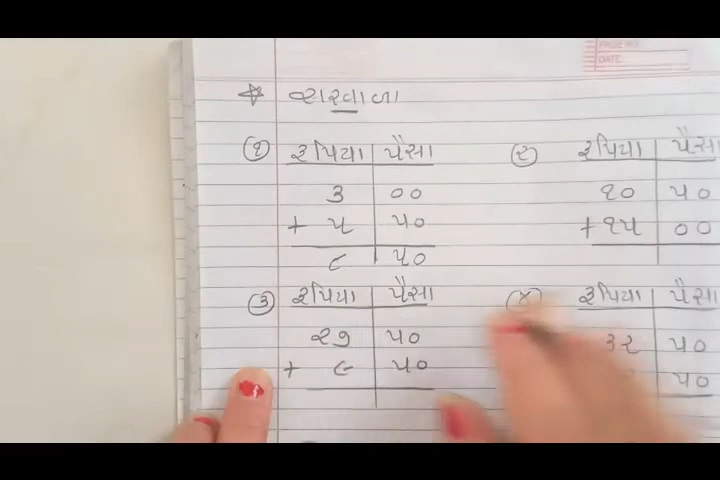 PAGE NO.
DATE
☆ સરવાળા
(૧) રૂપિયા | પૈસા
૩ | ૦૦
+ ૫ | ૫૦
૮ | ૫૦
(૨) રૂપિયા | પૈસા
૧૦ | ૫૦
+૧૫ | ૦૦
(૩) રૂપિયા | પૈસા
૨૭ | ૫૦
+ ૯ | ૫૦
(૪) રૂપિયા | પૈસા
૩૨ | ૫૦
૫૦